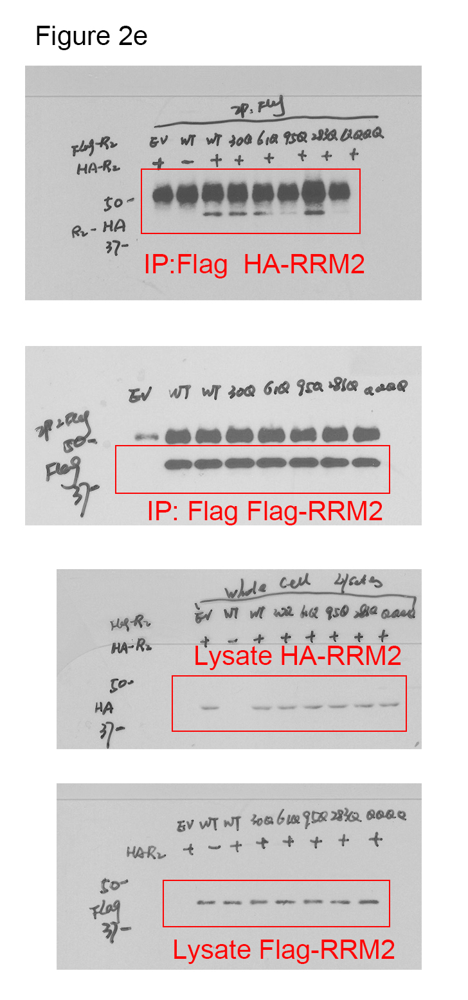 Figure 2e
IP: Flag
Flag-R2 EV WT WT 30Q 61Q 95Q 283Q QQQQ
HA-R2 + - + + + + + +
50-
R2-HA
37-
IP:Flag HA-RRM2
EV WT WT 30Q 61Q 95Q 283Q QQQQ
IP: Flag
50-
Flag
37-
IP: Flag Flag-RRM2
Whole Cell Lysates
Flag-R2 EV WT WT 30Q 61Q 95Q 283Q QQQQ
HA-R2 + - + + + + + +
Lysate HA-RRM2
50-
HA
37-
EV WT WT 30Q 61Q 95Q 283Q QQQQ
HA-R2 + - + + + + + +
50-
Flag
37-
Lysate Flag-RRM2